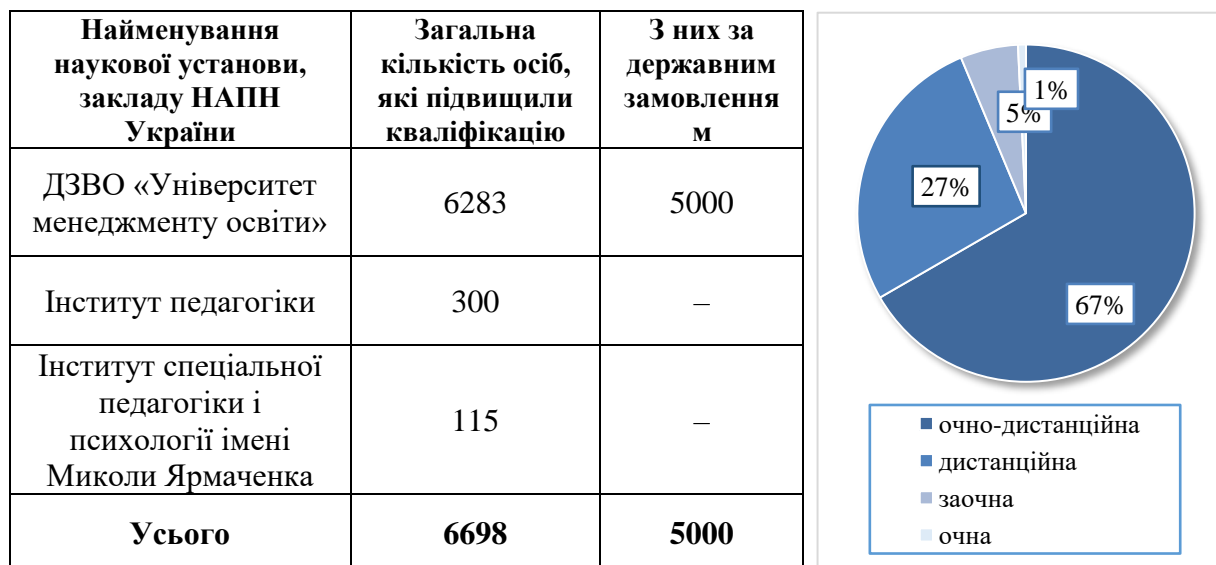 Найменування
наукової установи,
закладу НАПН
України
Загальна
кількість осіб,
які підвищили
кваліфікацію
З них за
державним
замовлення
м
ДЗВО «Університет
менеджменту освіти»
6283
5000
Інститут педагогіки
300
–
Інститут спеціальної
педагогіки і
психології імені
Миколи Ярмаченка
115
–
Усього
6698
5000
1%
5%
27%
67%
очно-дистанційна
дистанційна
заочна
очна